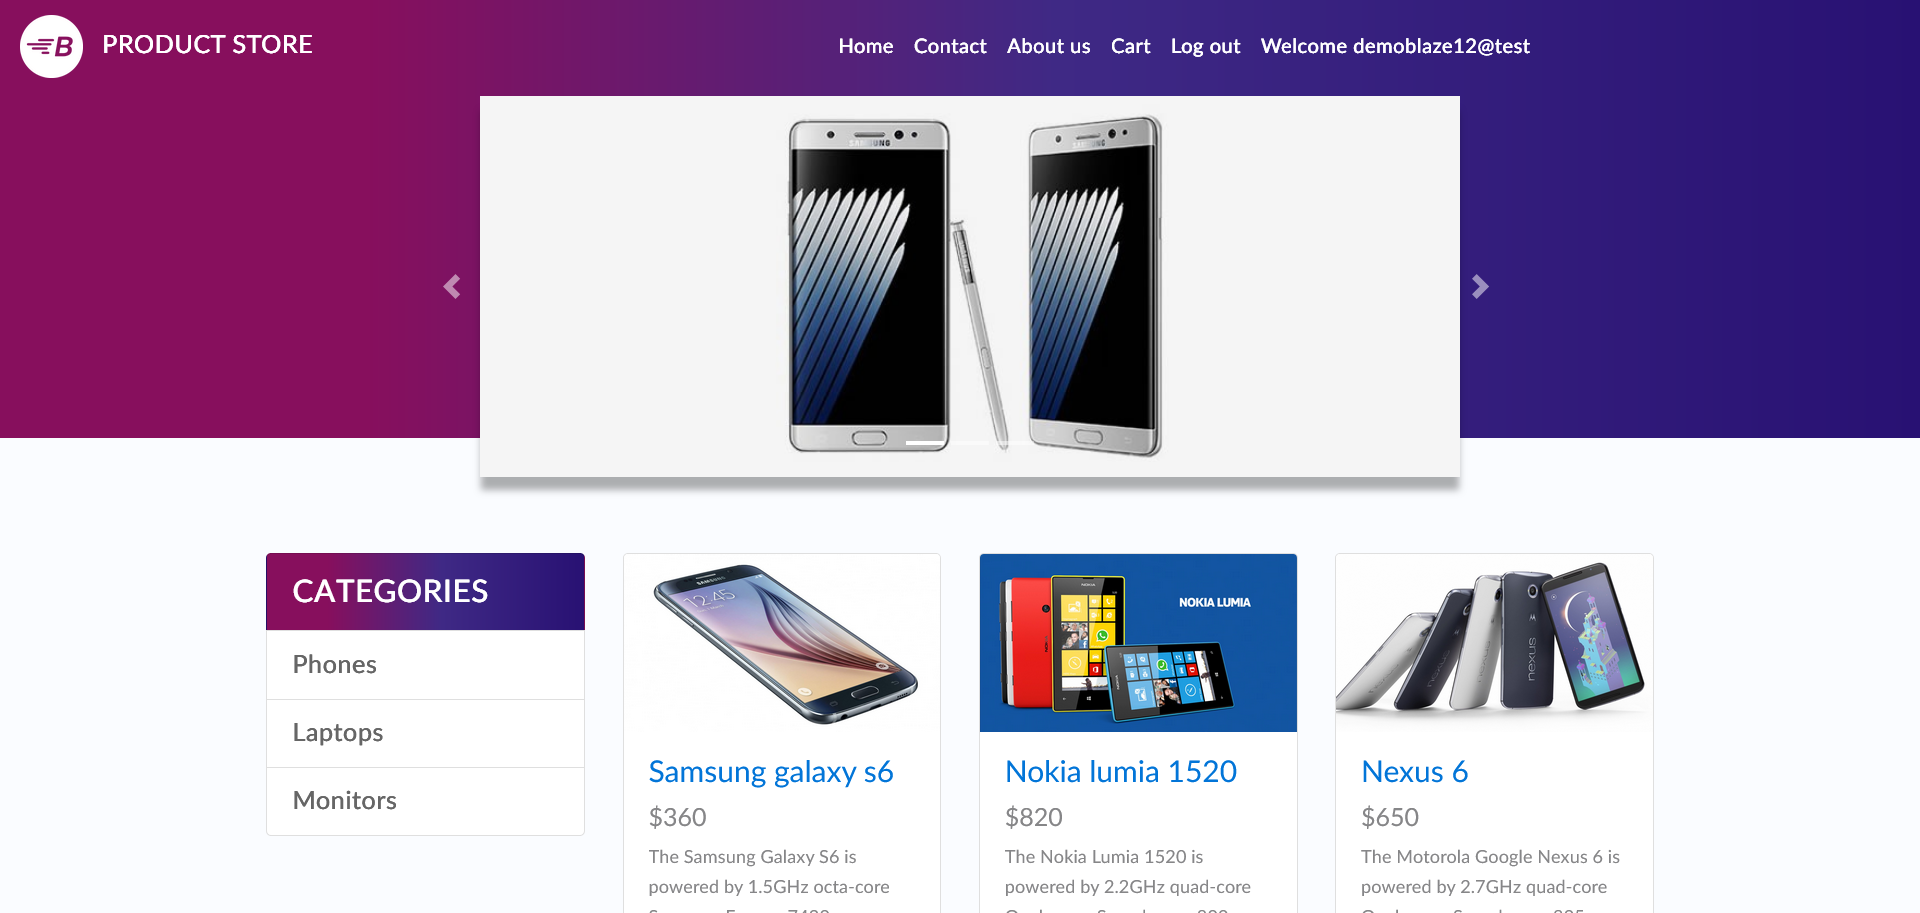 B PRODUCT STORE
Home Contact About us Cart Log out Welcome demoblaze12@test
SAMSUNG SAMSUNG
CATEGORIES
Phones
Laptops
Monitors
SAMSUNG
12:45
Samsung galaxy s6
$360
The Samsung Galaxy S6 is
powered by 1.5GHz octa-core
NOKIA LUMIA
NOKIA
Nokia lumia 1520
$820
The Nokia Lumia 1520 is
powered by 2.2GHz quad-core
nexus
Nexus 6
$650
The Motorola Google Nexus 6 is
powered by 2.7GHz quad-core